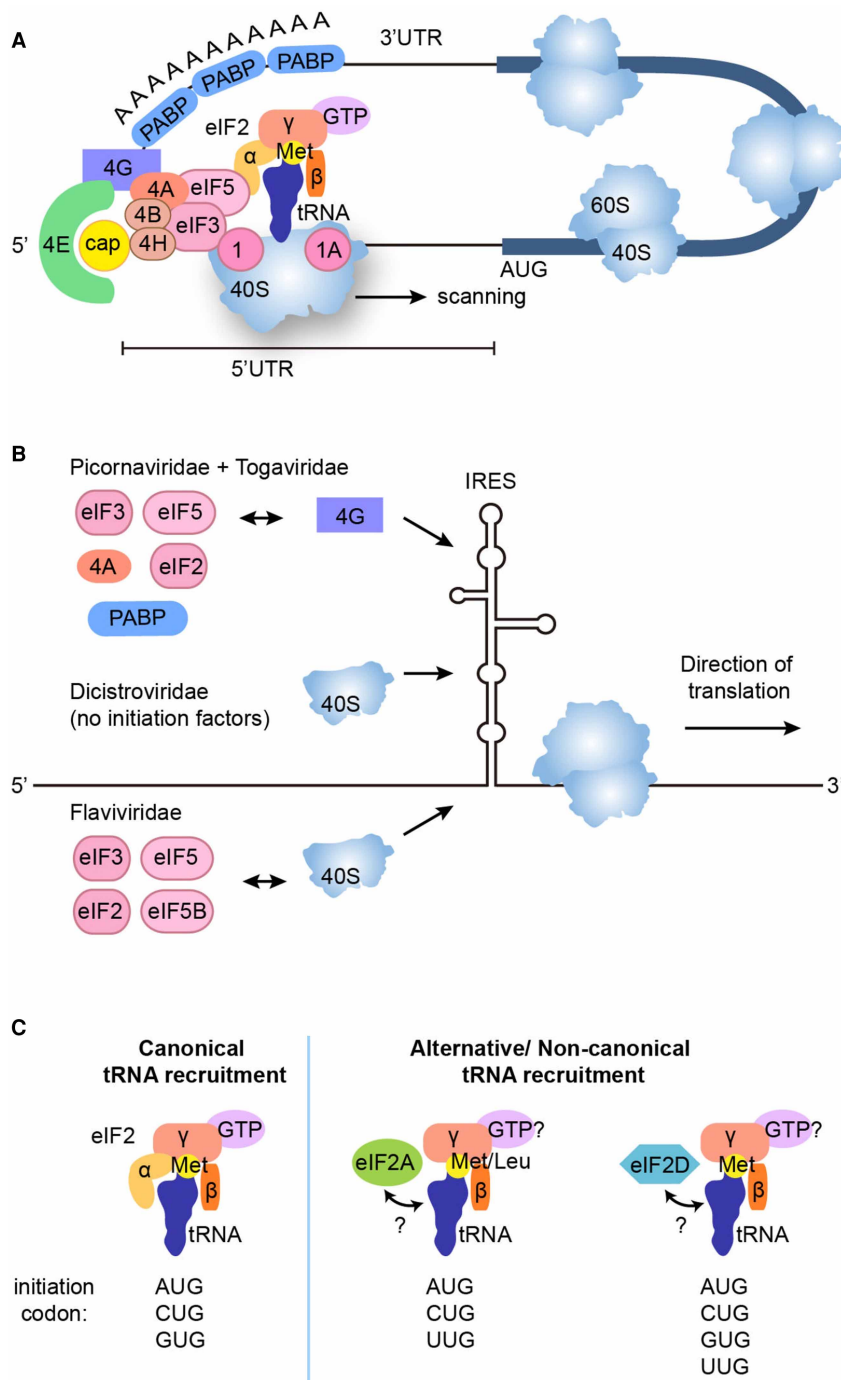 A
A A A A A A A A A A A
PABP PABP PABP
3'UTR
GTP
eIF2 γ
α Met
β
4G
4A eIF5
4B
eIF3
4H
tRNA
5' 4E cap
1 1A
40S
60S
40S
AUG
scanning
5'UTR
B
Picornaviridae + Togaviridae
IRES
eIF3 eIF5 4G
4A eIF2
PABP
Dicistroviridae
(no initiation factors)
40S
Direction of
translation
5' 3'
Flaviviridae
eIF3 eIF5
40S
eIF2 eIF5B
C
Canonical
tRNA recruitment
Alternative/ Non-canonical
tRNA recruitment
eIF2 γ GTP
α Met
β
tRNA
γ GTP?
eIF2A Met/Leu
β
?
tRNA
γ GTP?
eIF2D Met
β
?
tRNA
initiation
codon:
AUG
CUG
GUG
AUG
CUG
UUG
AUG
CUG
GUG
UUG